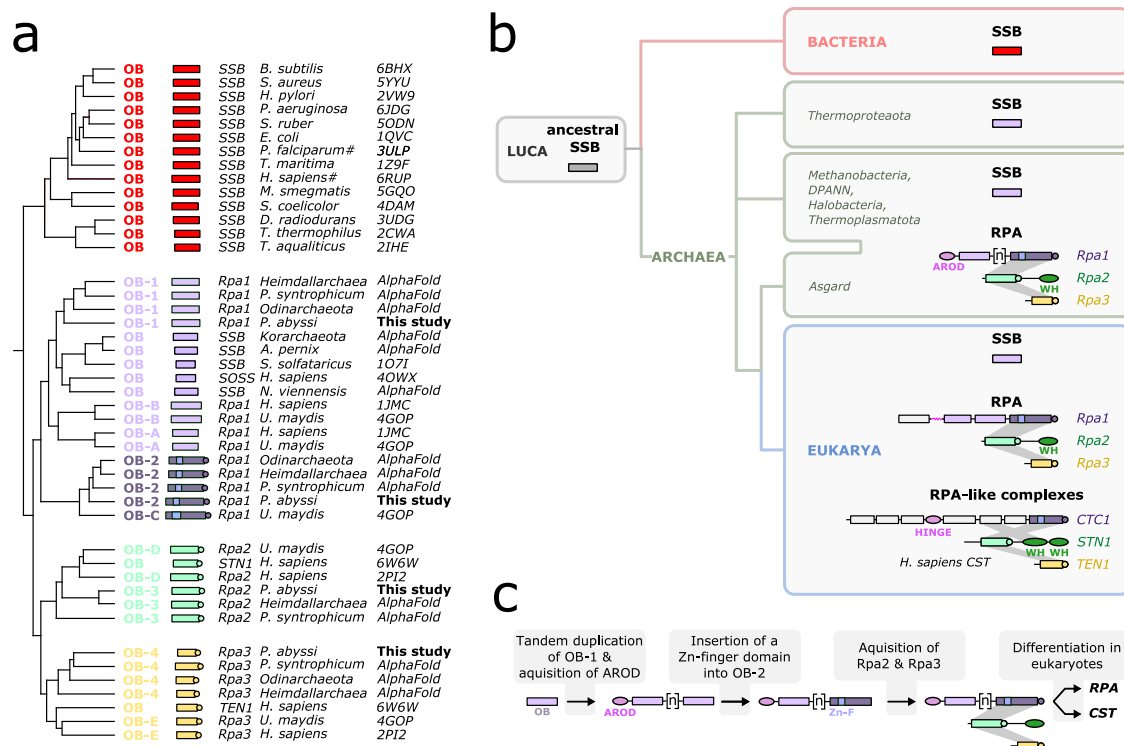 a
OB SSB B. subtilis 6BHX
OB SSB S. aureus 5YYU
OB SSB H. pylori 2VW9
OB SSB P. aeruginosa 6JDG
OB SSB S. ruber 5ODN
OB SSB E. coli 1QVC
OB SSB P. falciparum# 3ULP
OB SSB T. maritima 1Z9F
OB SSB H. sapiens# 6RUP
OB SSB M. smegmatis 5GQO
OB SSB S. coelicolor 4DAM
OB SSB D. radiodurans 3UDG
OB SSB T. thermophilus 2CWA
OB SSB T. aqualiticus 2IHE
OB-1 Rpa1 Heimdallarchaea AlphaFold
OB-1 Rpa1 P. syntrophicum AlphaFold
OB-1 Rpa1 Odinarchaeota AlphaFold
OB-1 Rpa1 P. abyssi This study
OB SSB Korarchaeota AlphaFold
OB SSB A. pernix AlphaFold
OB SSB S. solfataricus 1O7I
OB SOSS H. sapiens 4OWX
OB SSB N. viennensis AlphaFold
OB-B Rpa1 H. sapiens 1JMC
OB-B Rpa1 U. maydis 4GOP
OB-A Rpa1 H. sapiens 1JMC
OB-A Rpa1 U. maydis 4GOP
OB-2 Rpa1 Odinarchaeota AlphaFold
OB-2 Rpa1 Heimdallarchaea AlphaFold
OB-2 Rpa1 P. syntrophicum AlphaFold
OB-2 Rpa1 P. abyssi This study
OB-C Rpa1 U. maydis 4GOP
OB-D Rpa2 U. maydis 4GOP
OB STN1 H. sapiens 6W6W
OB-D Rpa2 H. sapiens 2PI2
OB-3 Rpa2 P. abyssi This study
OB-3 Rpa2 Heimdallarchaea AlphaFold
OB-3 Rpa2 P. syntrophicum AlphaFold
OB-4 Rpa3 P. abyssi This study
OB-4 Rpa3 P. syntrophicum AlphaFold
OB-4 Rpa3 Odinarchaeota AlphaFold
OB-4 Rpa3 Heimdallarchaea AlphaFold
OB TEN1 H. sapiens 6W6W
OB-E Rpa3 U. maydis 4GOP
OB-E Rpa3 H. sapiens 2PI2
b
LUCA
ancestral
SSB
BACTERIA
SSB
ARCHAEA
Thermoproteaota
SSB
Methanobacteria,
DPANN,
Halobacteria,
Thermoplasmatota
SSB
Asgard
RPA
AROD
[n]
Rpa1
Rpa2
WH
Rpa3
EUKARYA
SSB
RPA
Rpa1
Rpa2
WH
Rpa3
RPA-like complexes
CTC1
HINGE
STN1
WH WH
H. sapiens CST
TEN1
c
Tandem duplication
of OB-1 &
aquisition of AROD
Insertion of a
Zn-finger domain
into OB-2
Aquisition of
Rpa2 & Rpa3
Differentiation in
eukaryotes
OB
AROD
[n]
[n]
Zn-F
[n]
RPA
CST